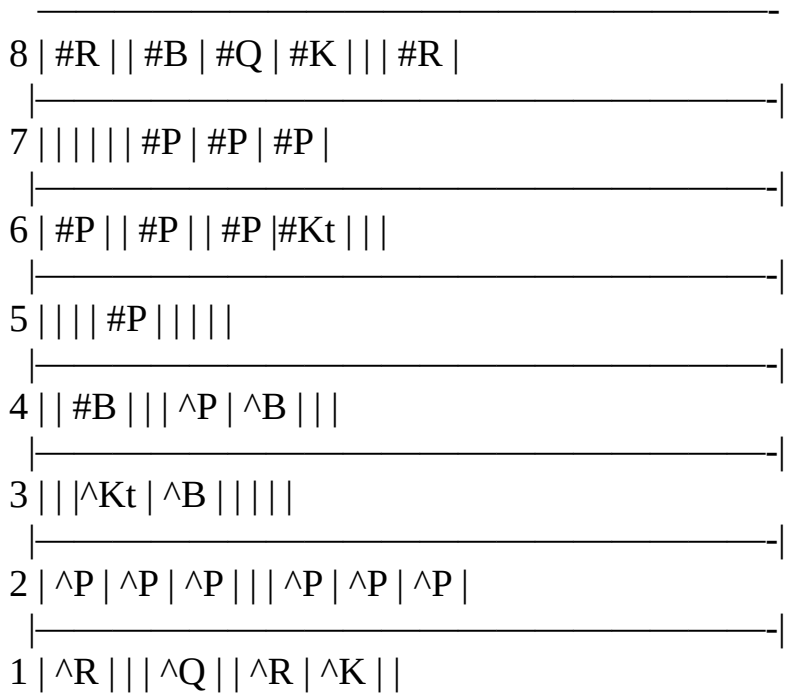 ———————————————————-
8 | #R | | #B | #Q | #K | | | #R |
|———————————————————-|
7 | | | | | | #P | #P | #P |
|———————————————————-|
6 | #P | | #P | | #P |#Kt | | |
|———————————————————-|
5 | | | | #P | | | | |
|———————————————————-|
4 | | #B | | | ^P | ^B | | |
|———————————————————-|
3 | | |^Kt | ^B | | | | |
|———————————————————-|
2 | ^P | ^P | ^P | | | ^P | ^P | ^P |
|———————————————————-|
1 | ^R | | | ^Q | | ^R | ^K | |